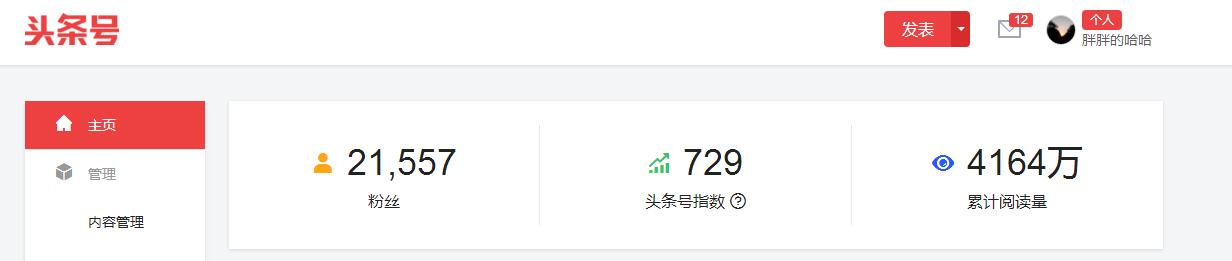 头条号
发表
12
个人
胖胖的哈哈
主页
管理
内容管理
21,557
粉丝
729
头条号指数 ?
4164万
累计阅读量